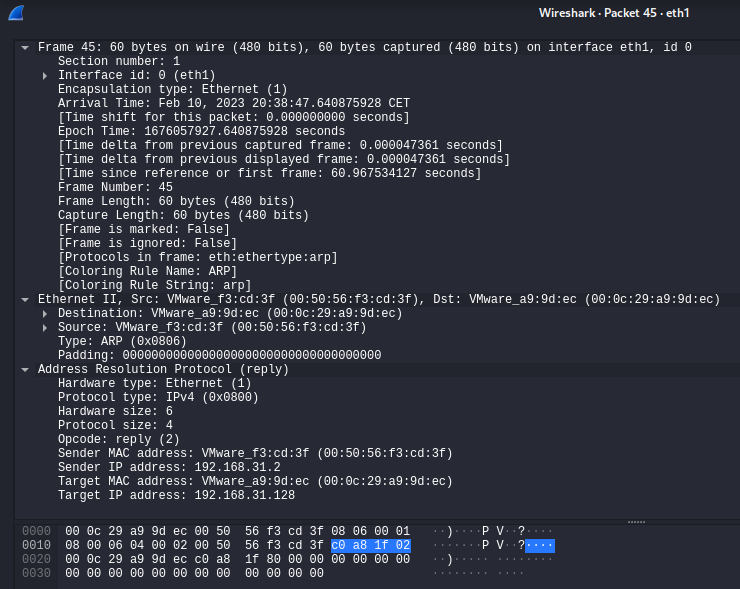 Wireshark · Packet 45 · eth1
Frame 45: 60 bytes on wire (480 bits), 60 bytes captured (480 bits) on interface eth1, id 0
Section number: 1
Interface id: 0 (eth1)
Encapsulation type: Ethernet (1)
Arrival Time: Feb 10, 2023 20:38:47.640875928 CET
[Time shift for this packet: 0.000000000 seconds]
Epoch Time: 1676057927.640875928 seconds
[Time delta from previous captured frame: 0.000047361 seconds]
[Time delta from previous displayed frame: 0.000047361 seconds]
[Time since reference or first frame: 60.967534127 seconds]
Frame Number: 45
Frame Length: 60 bytes (480 bits)
Capture Length: 60 bytes (480 bits)
[Frame is marked: False]
[Frame is ignored: False]
[Protocols in frame: eth:ethertype:arp]
[Coloring Rule Name: ARP]
[Coloring Rule String: arp]
Ethernet II, Src: VMware_f3:cd:3f (00:50:56:f3:cd:3f), Dst: VMware_a9:9d:ec (00:0c:29:a9:9d:ec)
Destination: VMware_a9:9d:ec (00:0c:29:a9:9d:ec)
Source: VMware_f3:cd:3f (00:50:56:f3:cd:3f)
Type: ARP (0x0806)
Padding: 000000000000000000000000000000000000
Address Resolution Protocol (reply)
Hardware type: Ethernet (1)
Protocol type: IPv4 (0x0800)
Hardware size: 6
Protocol size: 4
Opcode: reply (2)
Sender MAC address: VMware_f3:cd:3f (00:50:56:f3:cd:3f)
Sender IP address: 192.168.31.2
Target MAC address: VMware_a9:9d:ec (00:0c:29:a9:9d:ec)
Target IP address: 192.168.31.128
0000 00 0c 29 a9 9d ec 00 50 56 f3 cd 3f 08 06 00 01 ··)····P V··?····
0010 08 00 06 04 00 02 00 50 56 f3 cd 3f c0 a8 1f 02 ·······P V··?····
0020 00 0c 29 a9 9d ec c0 a8 1f 80 00 00 00 00 00 00 ··)····· ········
0030 00 00 00 00 00 00 00 00 00 00 00 00 ········ ····